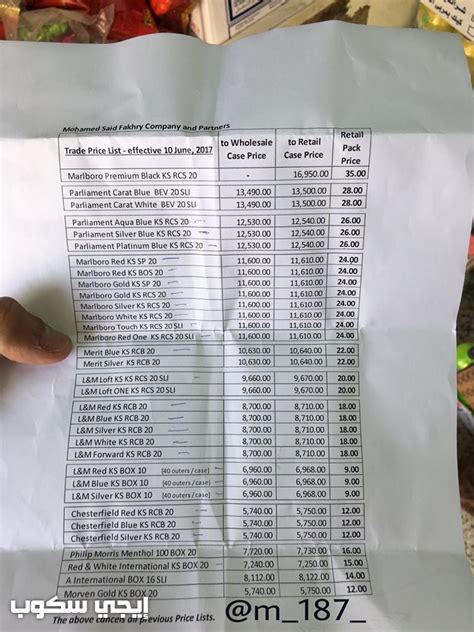 Mohamed Said Fakhry Company and Partners
Trade Price List - effective 10 June, 2017 to Wholesale Case Price to Retail Case Price Retail Pack Price
Marlboro Premium Black KS RCS 20 - 16,950.00 35.00
Parliament Carat Blue BEV 20 SLI 13,490.00 13,500.00 28.00
Parliament Carat White BEV 20 SLI 13,490.00 13,500.00 28.00
Parliament Aqua Blue KS RCS 20 12,530.00 12,540.00 26.00
Parliament Silver Blue KS RCS 20 12,530.00 12,540.00 26.00
Parliament Platinum Blue KS RCS 20 12,530.00 12,540.00 26.00
Marlboro Red KS SP 20 11,600.00 11,610.00 24.00
Marlboro Red KS BOS 20 11,600.00 11,610.00 24.00
Marlboro Gold KS SP 20 11,600.00 11,610.00 24.00
Marlboro Gold KS RCS 20 11,600.00 11,610.00 24.00
Marlboro Silver KS RCS 20 11,600.00 11,610.00 24.00
Marlboro White KS RCS 20 11,600.00 11,610.00 24.00
Marlboro Touch KS RCS 20 SLI 11,600.00 11,610.00 24.00
Marlboro Red One KS RCS 20 SLI 11,600.00 11,610.00 24.00
Merit Blue KS RCB 20 10,630.00 10,640.00 22.00
Merit Silver KS RCB 20 10,630.00 10,640.00 22.00
L&M Loft KS RCS 20 SLI 9,660.00 9,670.00 20.00
L&M Loft ONE KS RCS 20 SLI 9,660.00 9,670.00 20.00
L&M Red KS RCB 20 8,700.00 8,710.00 18.00
L&M Blue KS RCB 20 8,700.00 8,710.00 18.00
L&M Silver KS RCB 20 8,700.00 8,710.00 18.00
L&M White KS RCB 20 8,700.00 8,710.00 18.00
L&M Forward KS RCB 20 8,700.00 8,710.00 18.00
L&M Red KS BOX 10 (40 outers / case) 6,960.00 6,968.00 9.00
L&M Blue KS BOX 10 (40 outers / case) 6,960.00 6,968.00 9.00
L&M Silver KS BOX 10 (40 outers / case) 6,960.00 6,968.00 9.00
Chesterfield Red KS RCB 20 5,740.00 5,750.00 12.00
Chesterfield Blue KS RCB 20 5,740.00 5,750.00 12.00
Chesterfield Silver KS RCB 20 5,740.00 5,750.00 12.00
Philip Morris Menthol 100 BOX 20 7,720.00 7,730.00 16.00
Red & White International KS BOX 20 7,240.00 7,250.00 15.00
A International BOX 16 SLI 8,112.00 8,122.00 14.00
Morven Gold KS BOX 20 5,740.00 5,750.00 12.00
The above cancels all previous Price Lists.
إيجي سكوب
@m_187_